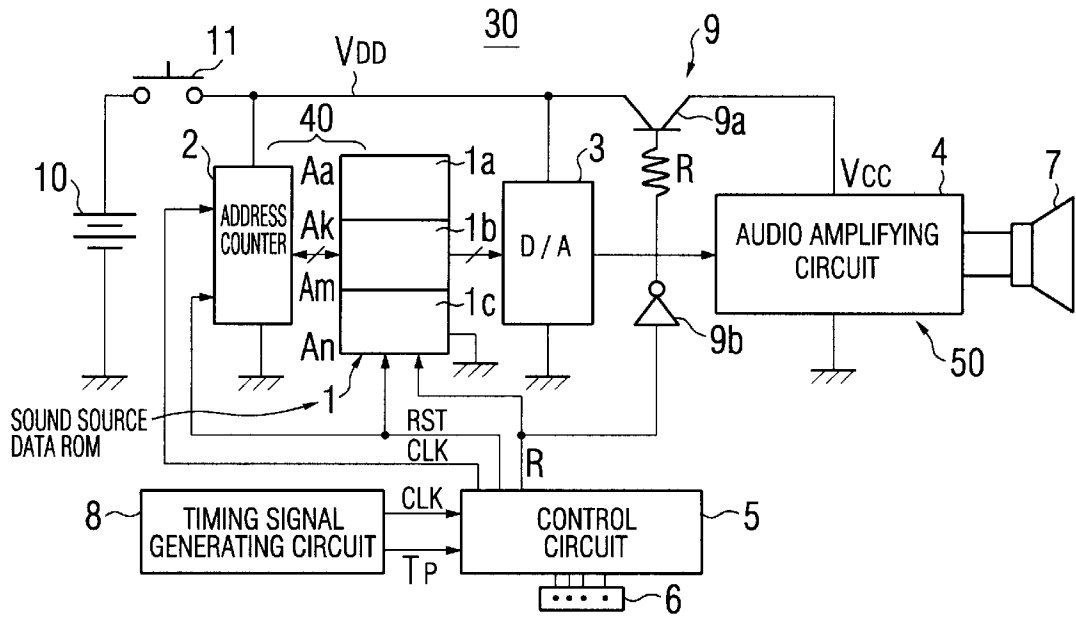 30
9
11
VDD
40
9a
2
Aa
1a
3
R
4
7
10
VCC
ADDRESS
COUNTER
Ak
1b
D / A
AUDIO AMPLIFYING
CIRCUIT
Am
1c
9b
An
50
1
SOUND SOURCE
DATA ROM
RST
CLK
R
8
TIMING SIGNAL
GENERATING CIRCUIT
CLK
TP
CONTROL
CIRCUIT
5
6